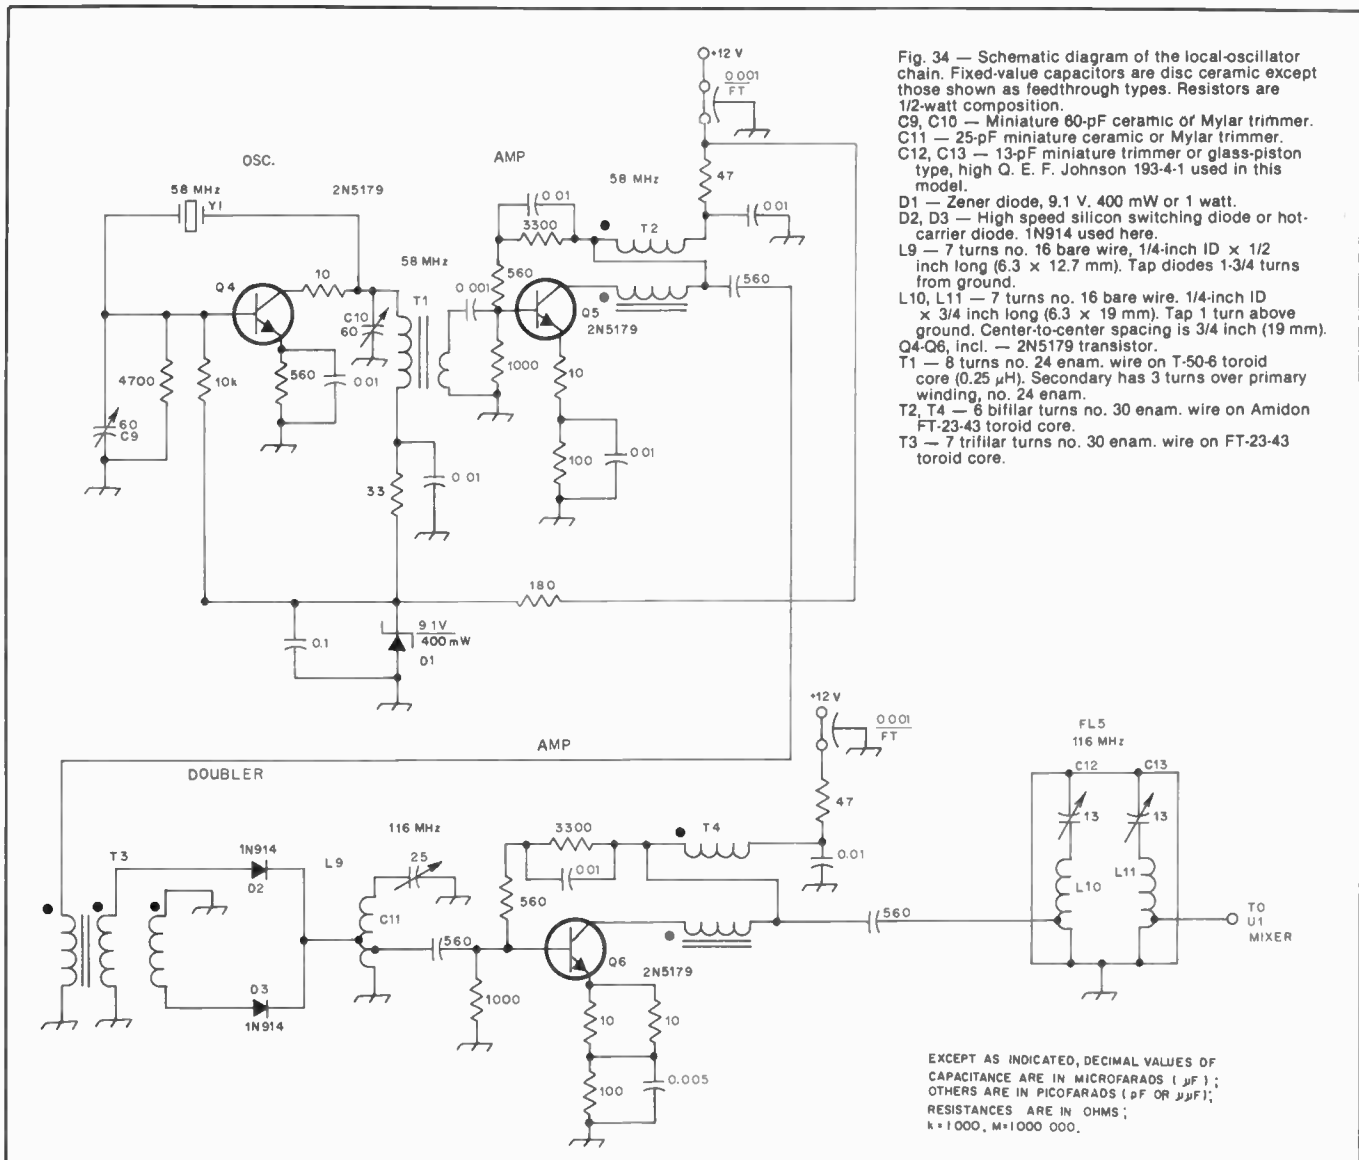 Fig. 34 — Schematic diagram of the local-oscillator
chain. Fixed-value capacitors are disc ceramic except
those shown as feedthrough types. Resistors are
1/2-watt composition.
C9, C10 — Miniature 60-pF ceramic or Mylar trimmer.
C11 — 25-pF miniature ceramic or Mylar trimmer.
C12, C13 — 13-pF miniature trimmer or glass-piston
type, high Q. E. F. Johnson 193-4-1 used in this
model.
D1 — Zener diode, 9.1 V. 400 mW or 1 watt.
D2, D3 — High speed silicon switching diode or hot-
carrier diode. 1N914 used here.
L9 — 7 turns no. 16 bare wire, 1/4-inch ID × 1/2
inch long (6.3 × 12.7 mm). Tap diodes 1-3/4 turns
from ground.
L10, L11 — 7 turns no. 16 bare wire. 1/4-inch ID
× 3/4 inch long (6.3 × 19 mm). Tap 1 turn above
ground. Center-to-center spacing is 3/4 inch (19 mm).
Q4-Q6, incl. — 2N5179 transistor.
T1 — 8 turns no. 24 enam. wire on T-50-6 toroid
core (0.25 µH). Secondary has 3 turns over primary
winding, no. 24 enam.
T2, T4 — 6 bifilar turns no. 30 enam. wire on Amidon
FT-23-43 toroid core.
T3 — 7 trifilar turns no. 30 enam. wire on FT-23-43
toroid core.
+12 V
0 001
FT
OSC.
AMP
58 MHz
Y1
2N5179
58 MHz
47
0 01
3300
T2
0 01
10
58 MHz
560
0 001
560
Q4
T1
Q5
2N5179
C10
60
4700
10k
560
0 01
1000
10
60
C9
33
0 01
100
0 01
180
0.1
9 1V
400 mW
D1
AMP
+12 V
0 001
FT
DOUBLER
FL5
116 MHz
C12
C13
47
13
13
116 MHz
3300
T4
1N914
T3
D2
L9
25
0 01
0.01
L10
L11
560
C11
560
560
TO
U1
MIXER
Q6
2N5179
D3
1N914
1000
10
10
100
0.005
EXCEPT AS INDICATED, DECIMAL VALUES OF
CAPACITANCE ARE IN MICROFARADS ( µF ) ;
OTHERS ARE IN PICOFARADS ( pF OR µµF);
RESISTANCES ARE IN OHMS ;
k=1000, M=1000 000.